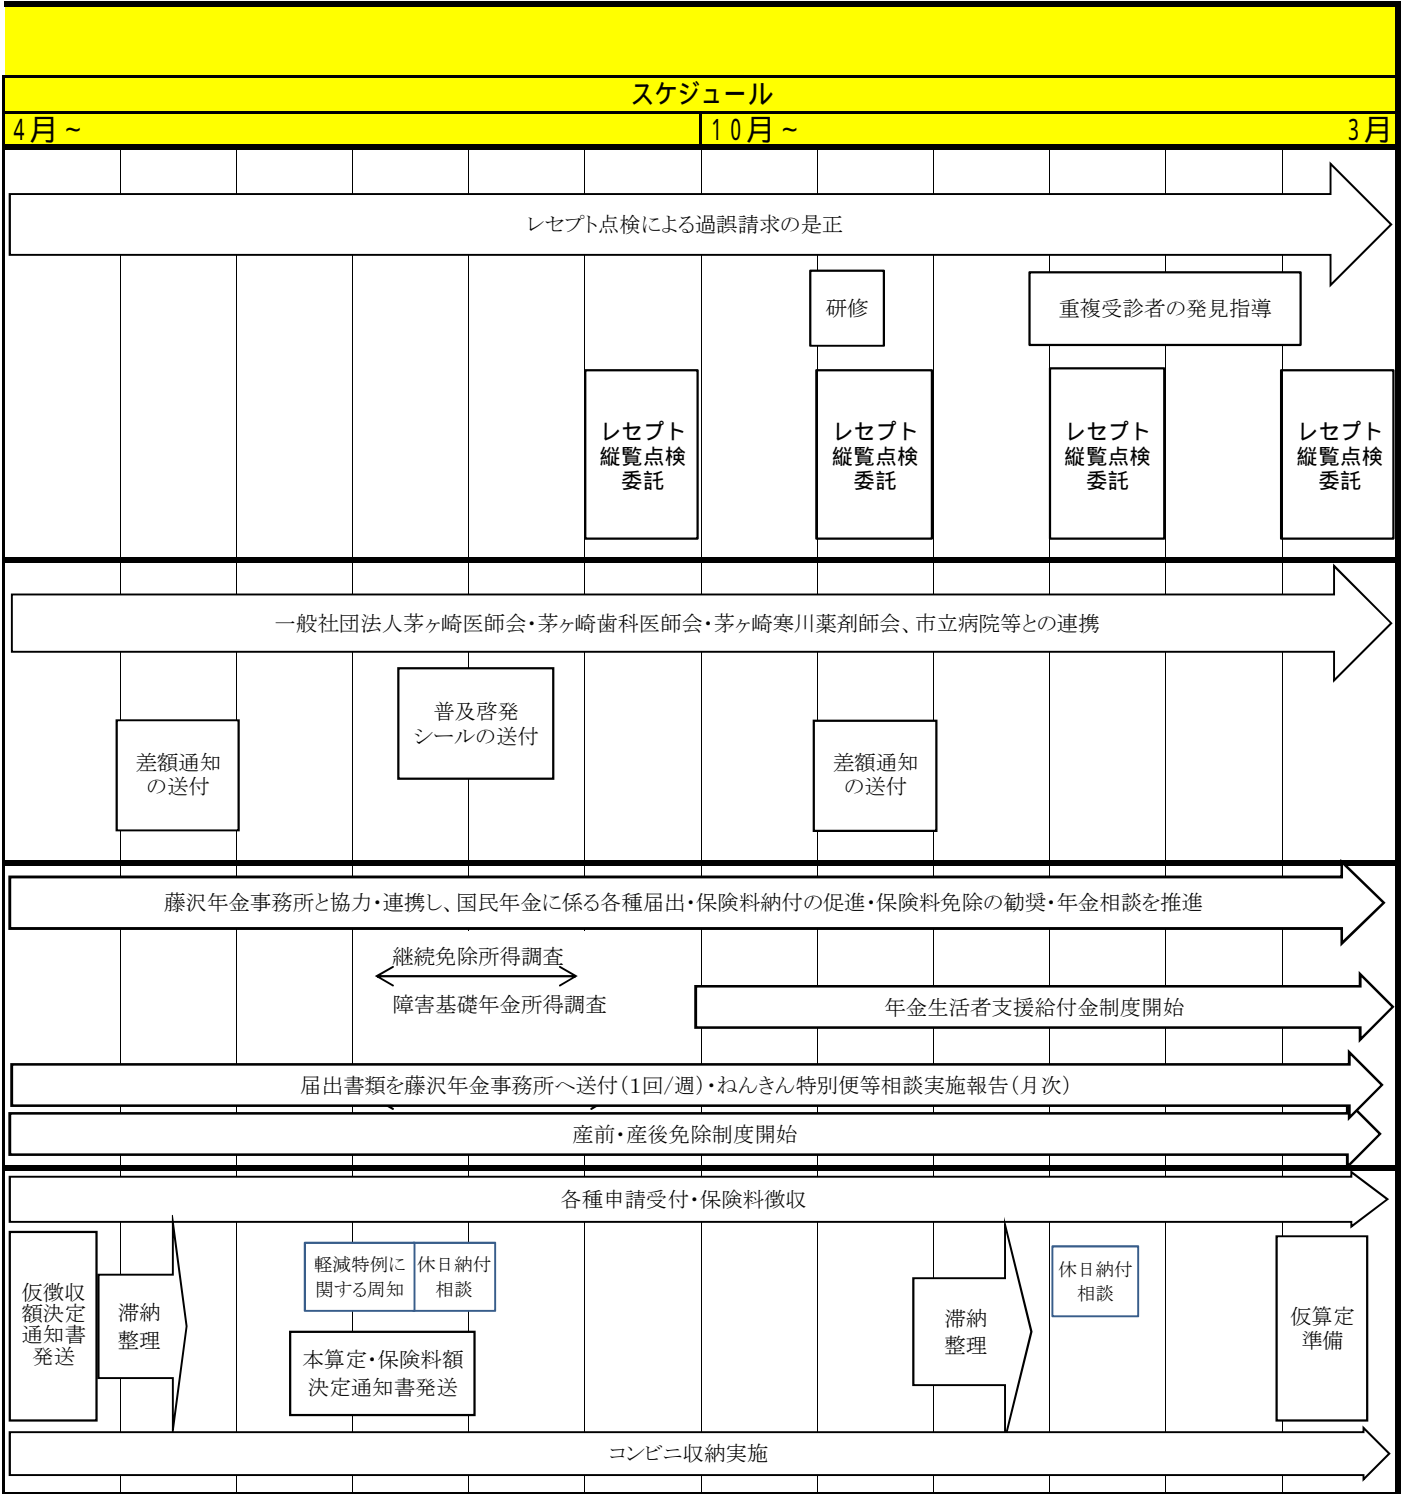 スケジュール
4月~
10月~
3月
レセプト点検による過誤請求の是正
研修
重複受診者の発見指導
レセプト
縦覧点検
委託
レセプト
縦覧点検
委託
レセプト
縦覧点検
委託
レセプト
縦覧点検
委託
一般社団法人茅ヶ崎医師会・茅ヶ崎歯科医師会・茅ヶ崎寒川薬剤師会、市立病院等との連携
普及啓発
シールの送付
差額通知
の送付
差額通知
の送付
藤沢年金事務所と協力・連携し、国民年金に係る各種届出・保険料納付の促進・保険料免除の勧奨・年金相談を推進
継続免除所得調査
障害基礎年金所得調査
年金生活者支援給付金制度開始
届出書類を藤沢年金事務所へ送付（1回/週）・ねんきん特別便等相談実施報告（月次）
産前・産後免除制度開始
各種申請受付・保険料徴収
仮徴収
額決定
通知書
発送
滞納
整理
軽減特例に
関する周知
休日納付
相談
本算定・保険料額
決定通知書発送
滞納
整理
休日納付
相談
仮算定
準備
コンビニ収納実施